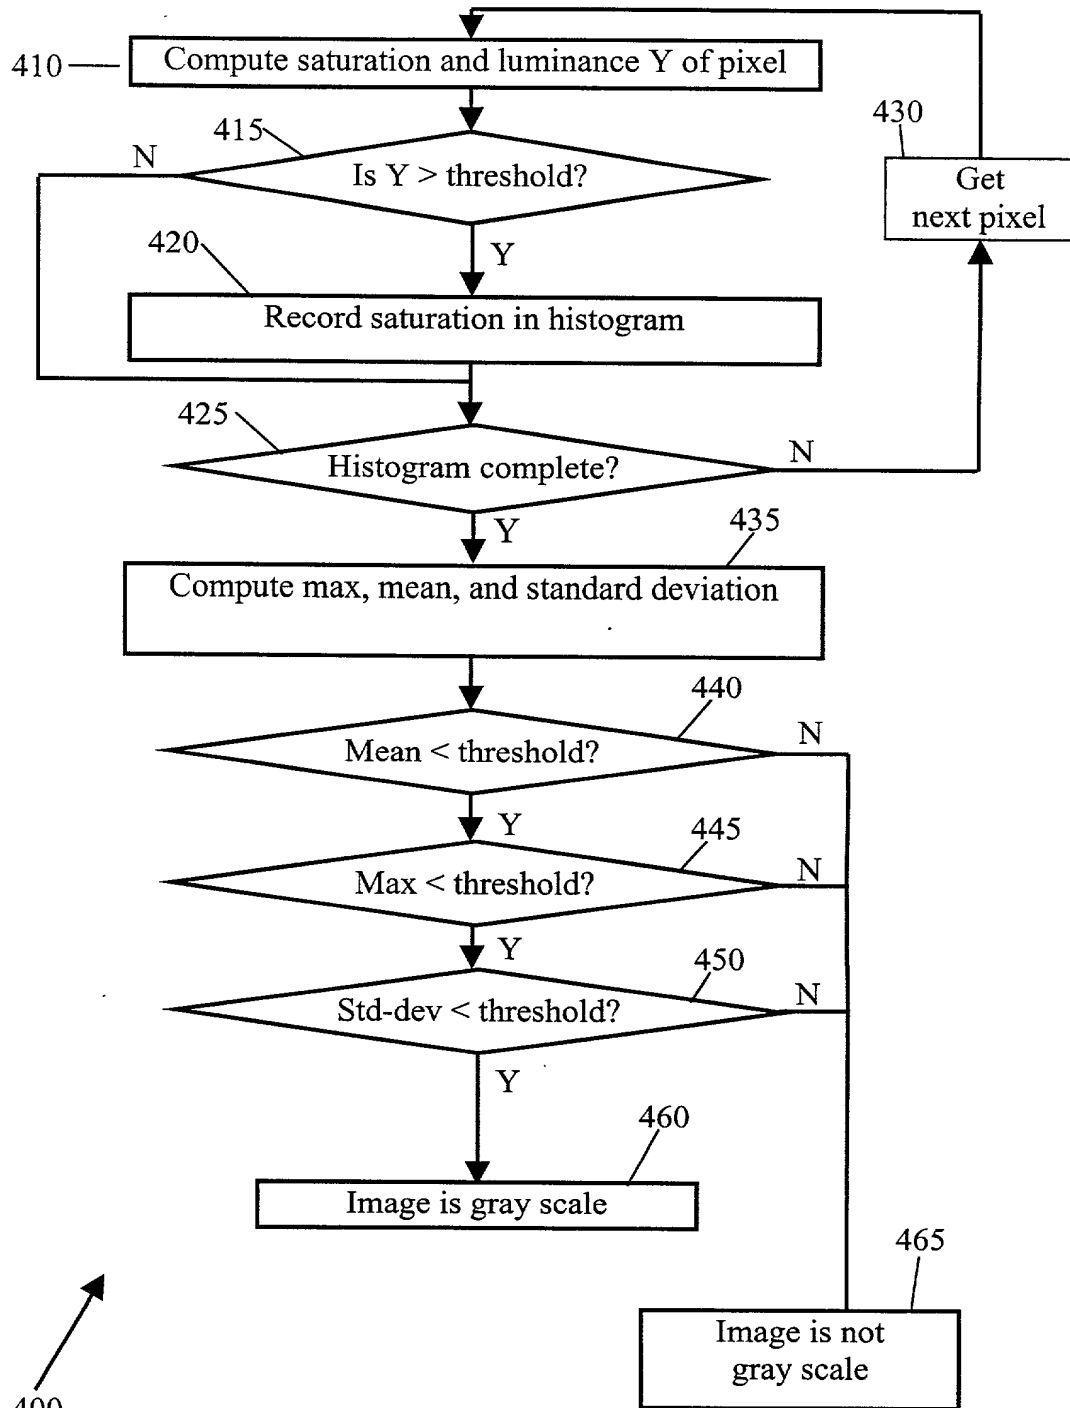 410
Compute saturation and luminance Y of pixel
415
N
Is Y > threshold?
430
Get
next pixel
Y
420
Record saturation in histogram
425
Histogram complete?
N
Y
435
Compute max, mean, and standard deviation
440
Mean < threshold?
N
Y
445
Max < threshold?
N
Y
450
Std-dev < threshold?
N
Y
460
Image is gray scale
465
Image is not
gray scale
400